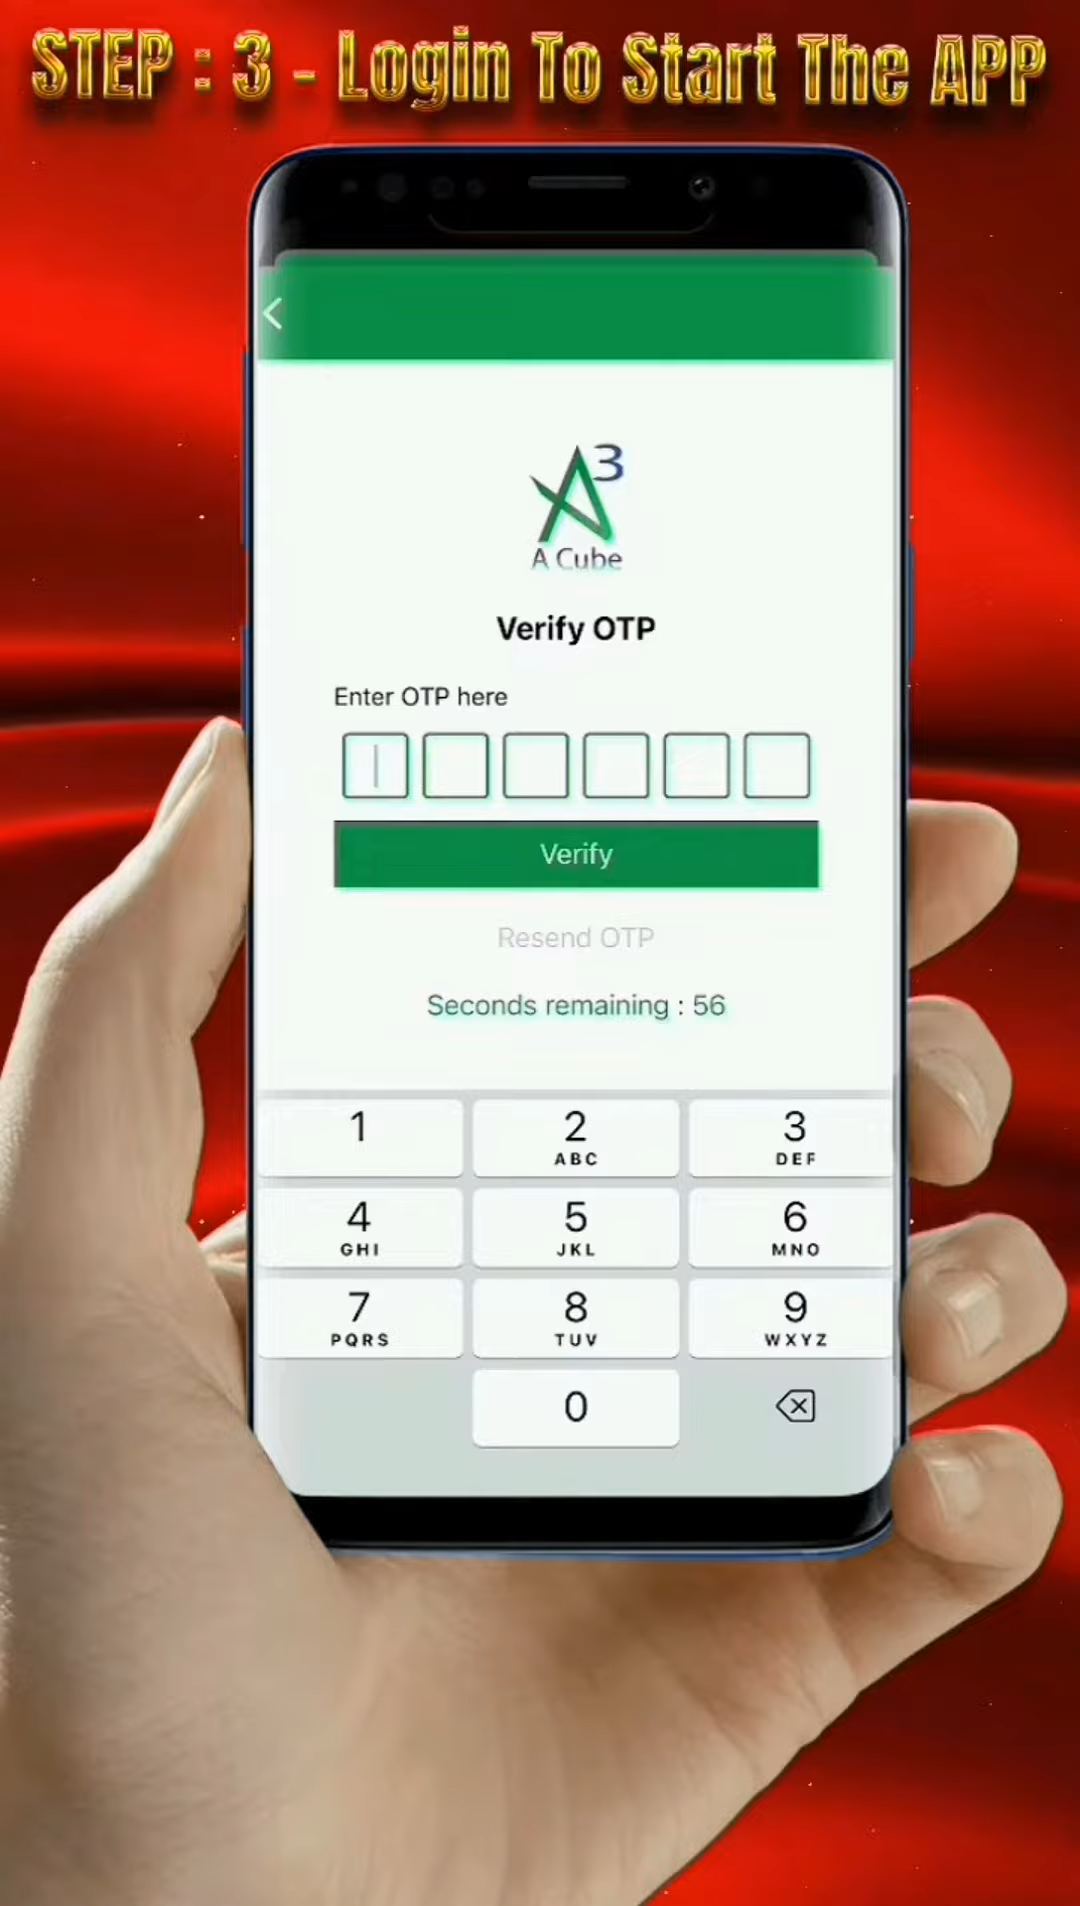 STEP : 3 - Login To Start The APP
A3
A Cube
Verify OTP
Enter OTP here
Verify
Resend OTP
Seconds remaining : 56
1
2
ABC
3
DEF
4
GHI
5
JKL
6
MNO
7
PQRS
8
TUV
9
WXYZ
0